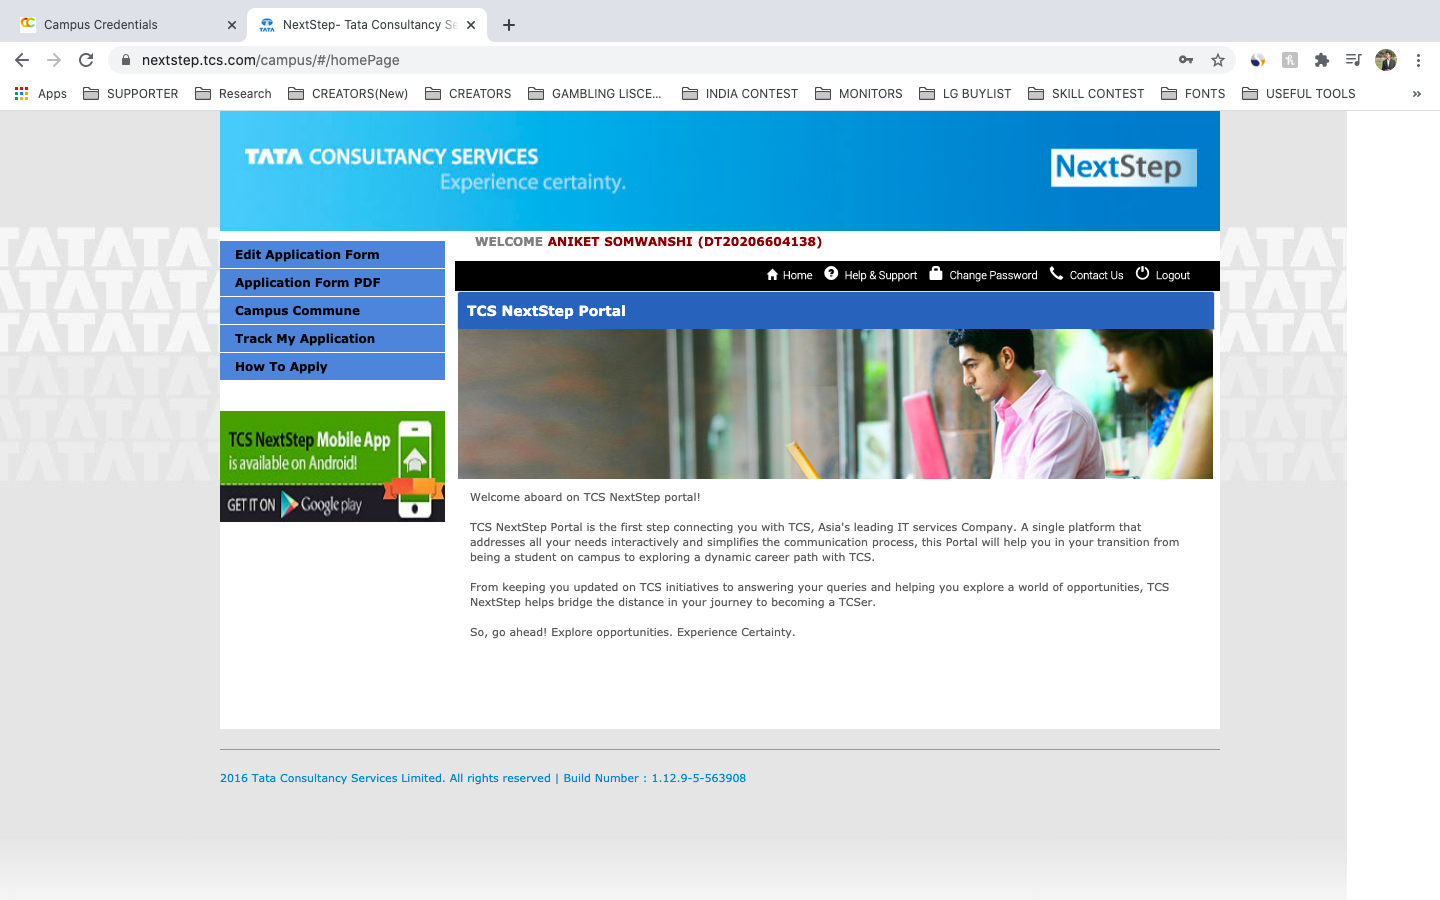 Campus Credentials
NextStep- Tata Consultancy Se
nextstep.tcs.com/campus/#/homePage
Apps SUPPORTER Research CREATORS(New) CREATORS GAMBLING LISCE... INDIA CONTEST MONITORS LG BUYLIST SKILL CONTEST FONTS USEFUL TOOLS »
TATA CONSULTANCY SERVICES
Experience certainty.
NextStep
WELCOME ANIKET SOMWANSHI (DT20206604138)
Home Help & Support Change Password Contact Us Logout
Edit Application Form
Application Form PDF
Campus Commune
Track My Application
How To Apply
TCS NextStep Mobile App
is available on Android!
GET IT ON Google play
TCS NextStep Portal
Welcome aboard on TCS NextStep portal!
TCS NextStep Portal is the first step connecting you with TCS, Asia's leading IT services Company. A single platform that
addresses all your needs interactively and simplifies the communication process, this Portal will help you in your transition from
being a student on campus to exploring a dynamic career path with TCS.
From keeping you updated on TCS initiatives to answering your queries and helping you explore a world of opportunities, TCS
NextStep helps bridge the distance in your journey to becoming a TCSer.
So, go ahead! Explore opportunities. Experience Certainty.
2016 Tata Consultancy Services Limited. All rights reserved | Build Number : 1.12.9-5-563908